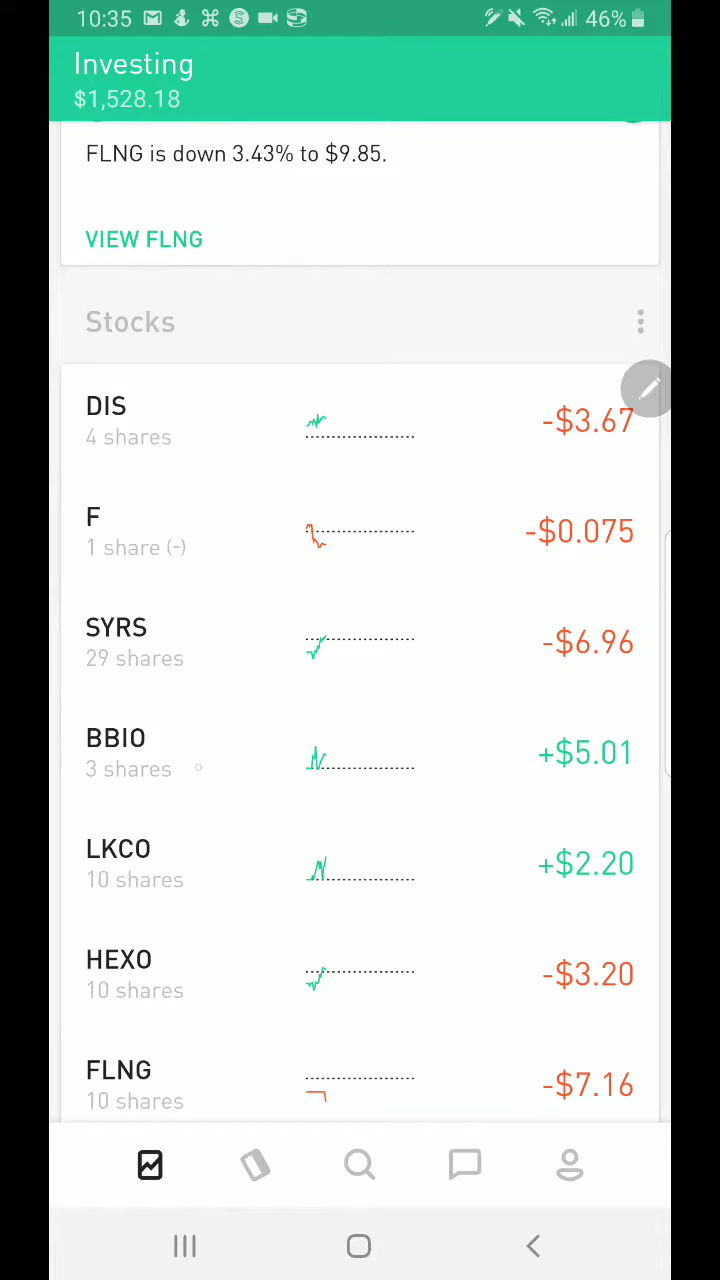 10:35
46%
Investing
$1,528.18
FLNG is down 3.43% to $9.85.
VIEW FLNG
Stocks
DIS
4 shares
-$3.67
F
1 share (-)
-$0.075
SYRS
29 shares
-$6.96
BBIO
3 shares
+$5.01
LKCO
10 shares
+$2.20
HEXO
10 shares
-$3.20
FLNG
10 shares
-$7.16